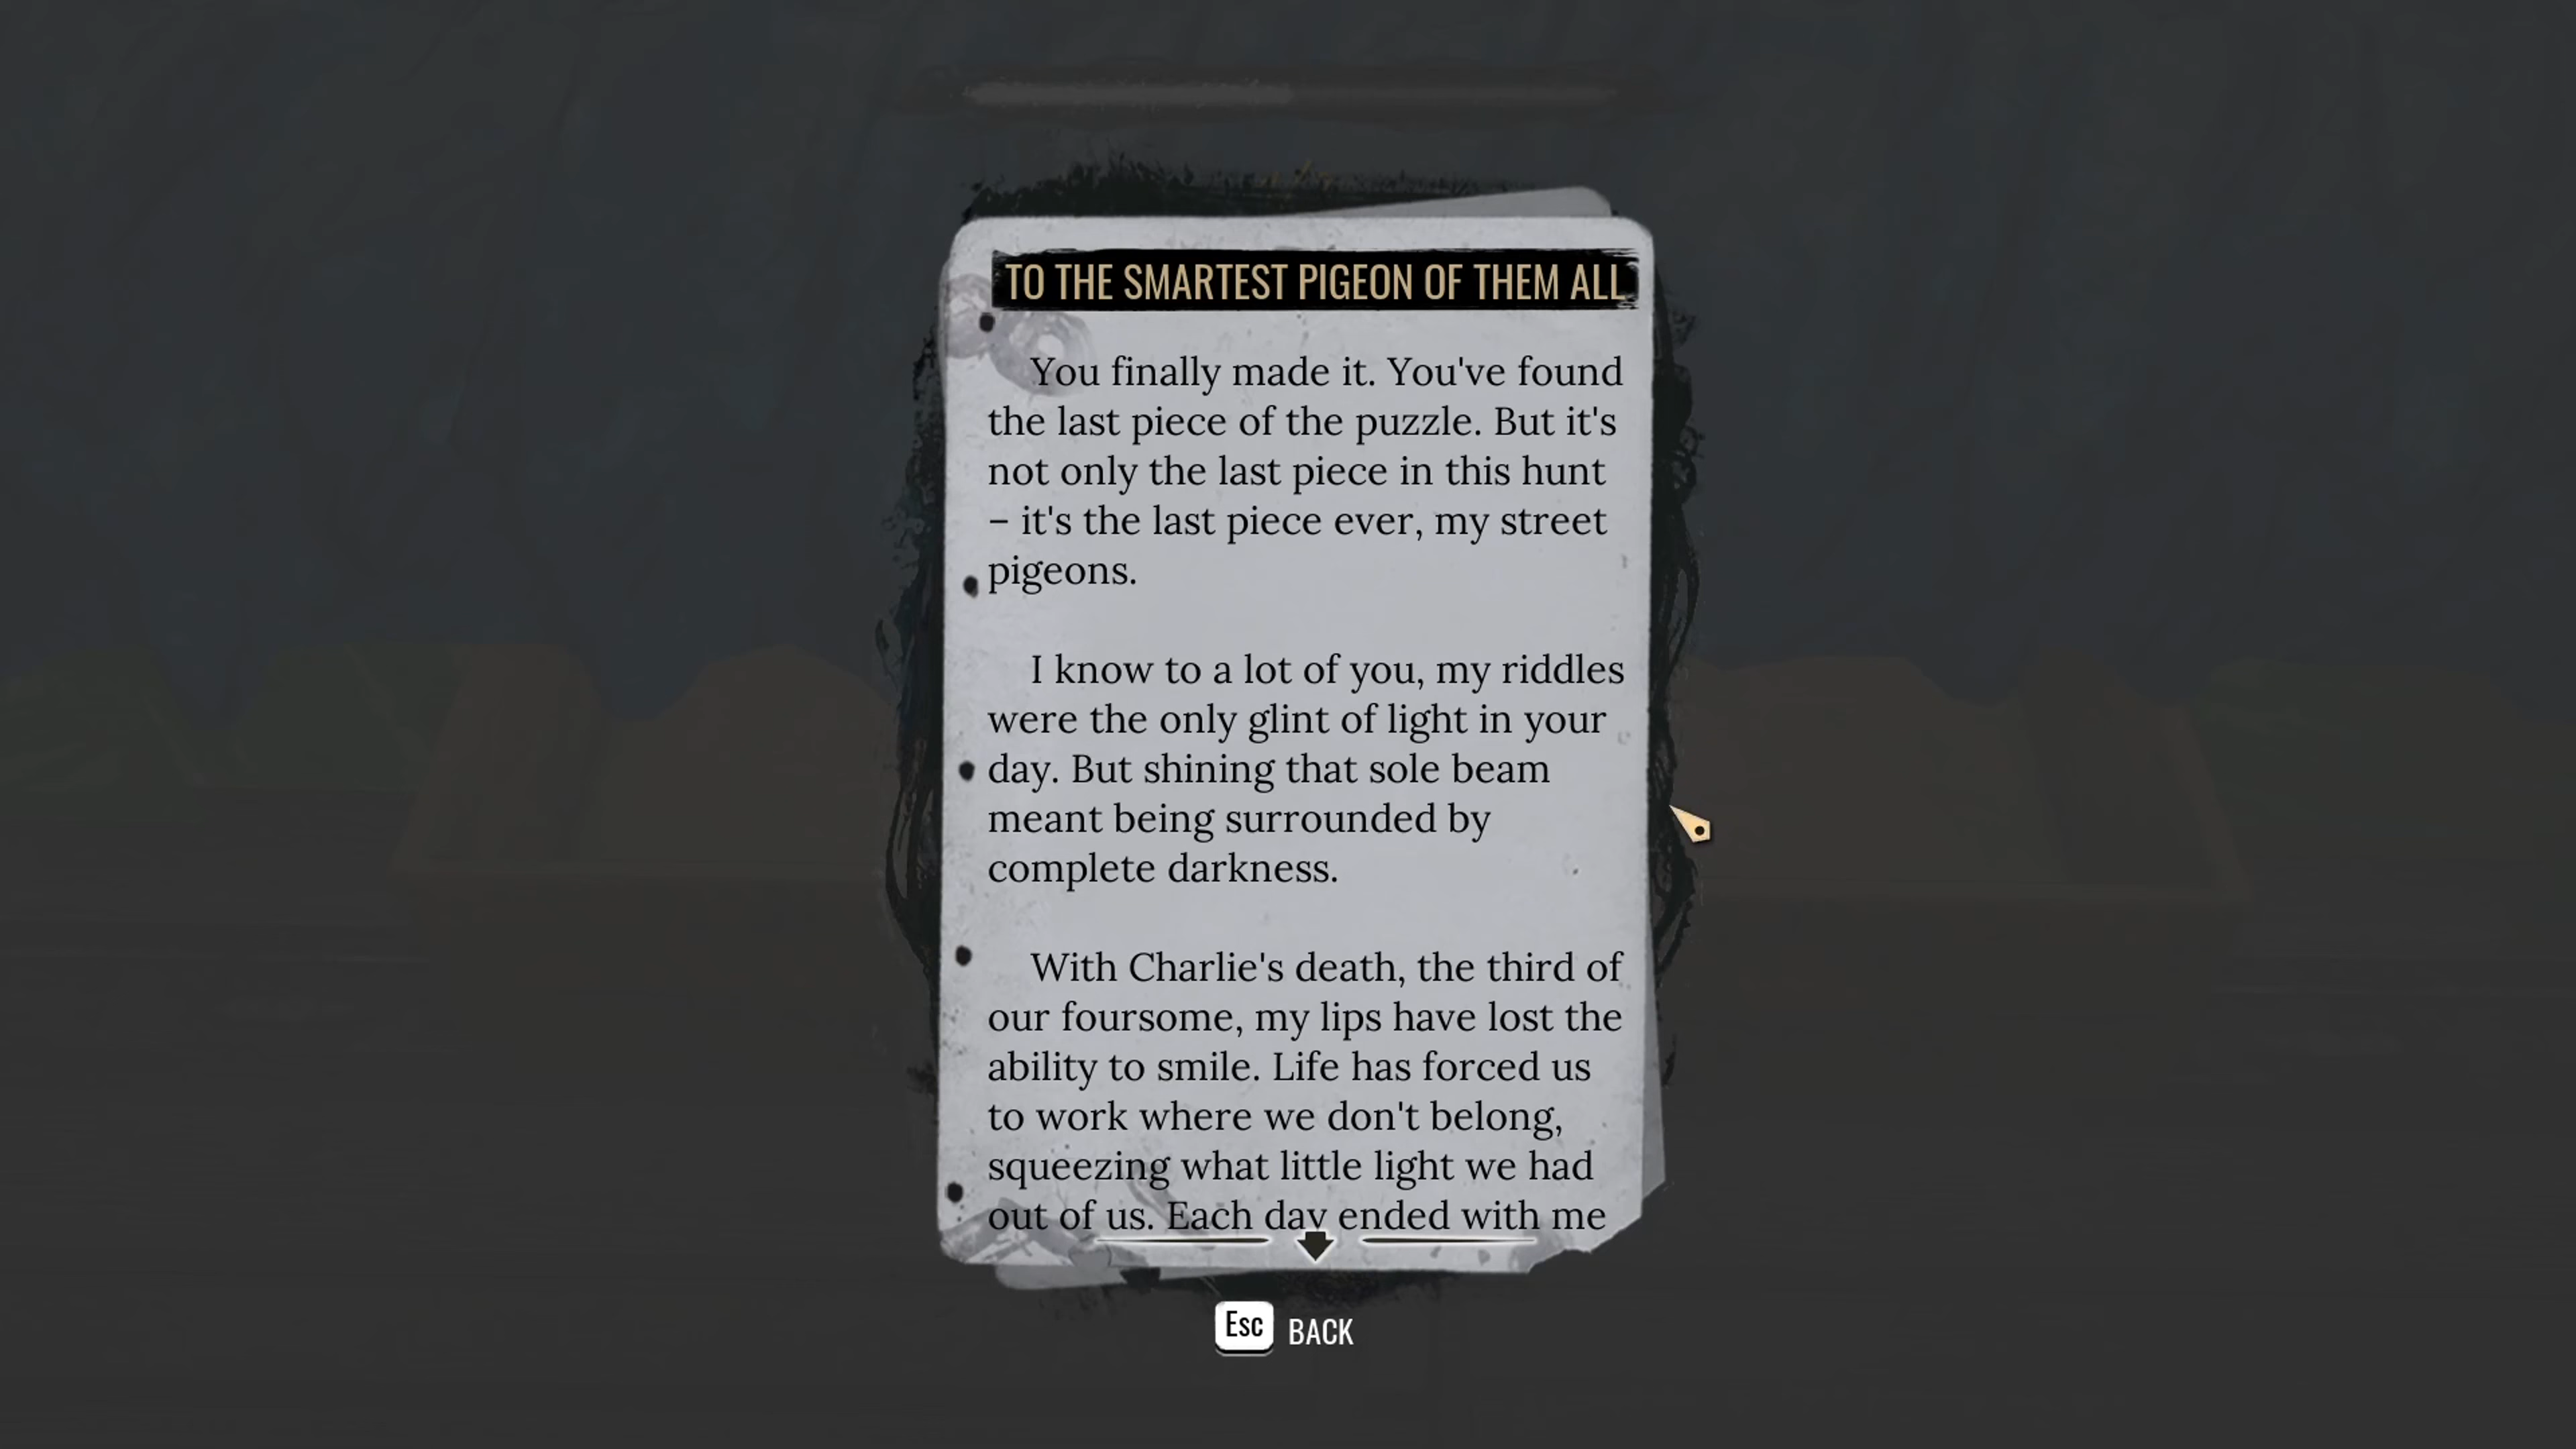 TO THE SMARTEST PIGEON OF THEM ALL
You finally made it. You've found
the last piece of the puzzle. But it's
not only the last piece in this hunt
– it's the last piece ever, my street
pigeons.
I know to a lot of you, my riddles
were the only glint of light in your
day. But shining that sole beam
meant being surrounded by
complete darkness.
With Charlie's death, the third of
our foursome, my lips have lost the
ability to smile. Life has forced us
to work where we don't belong,
squeezing what little light we had
out of us. Each day ended with me
Esc BACK